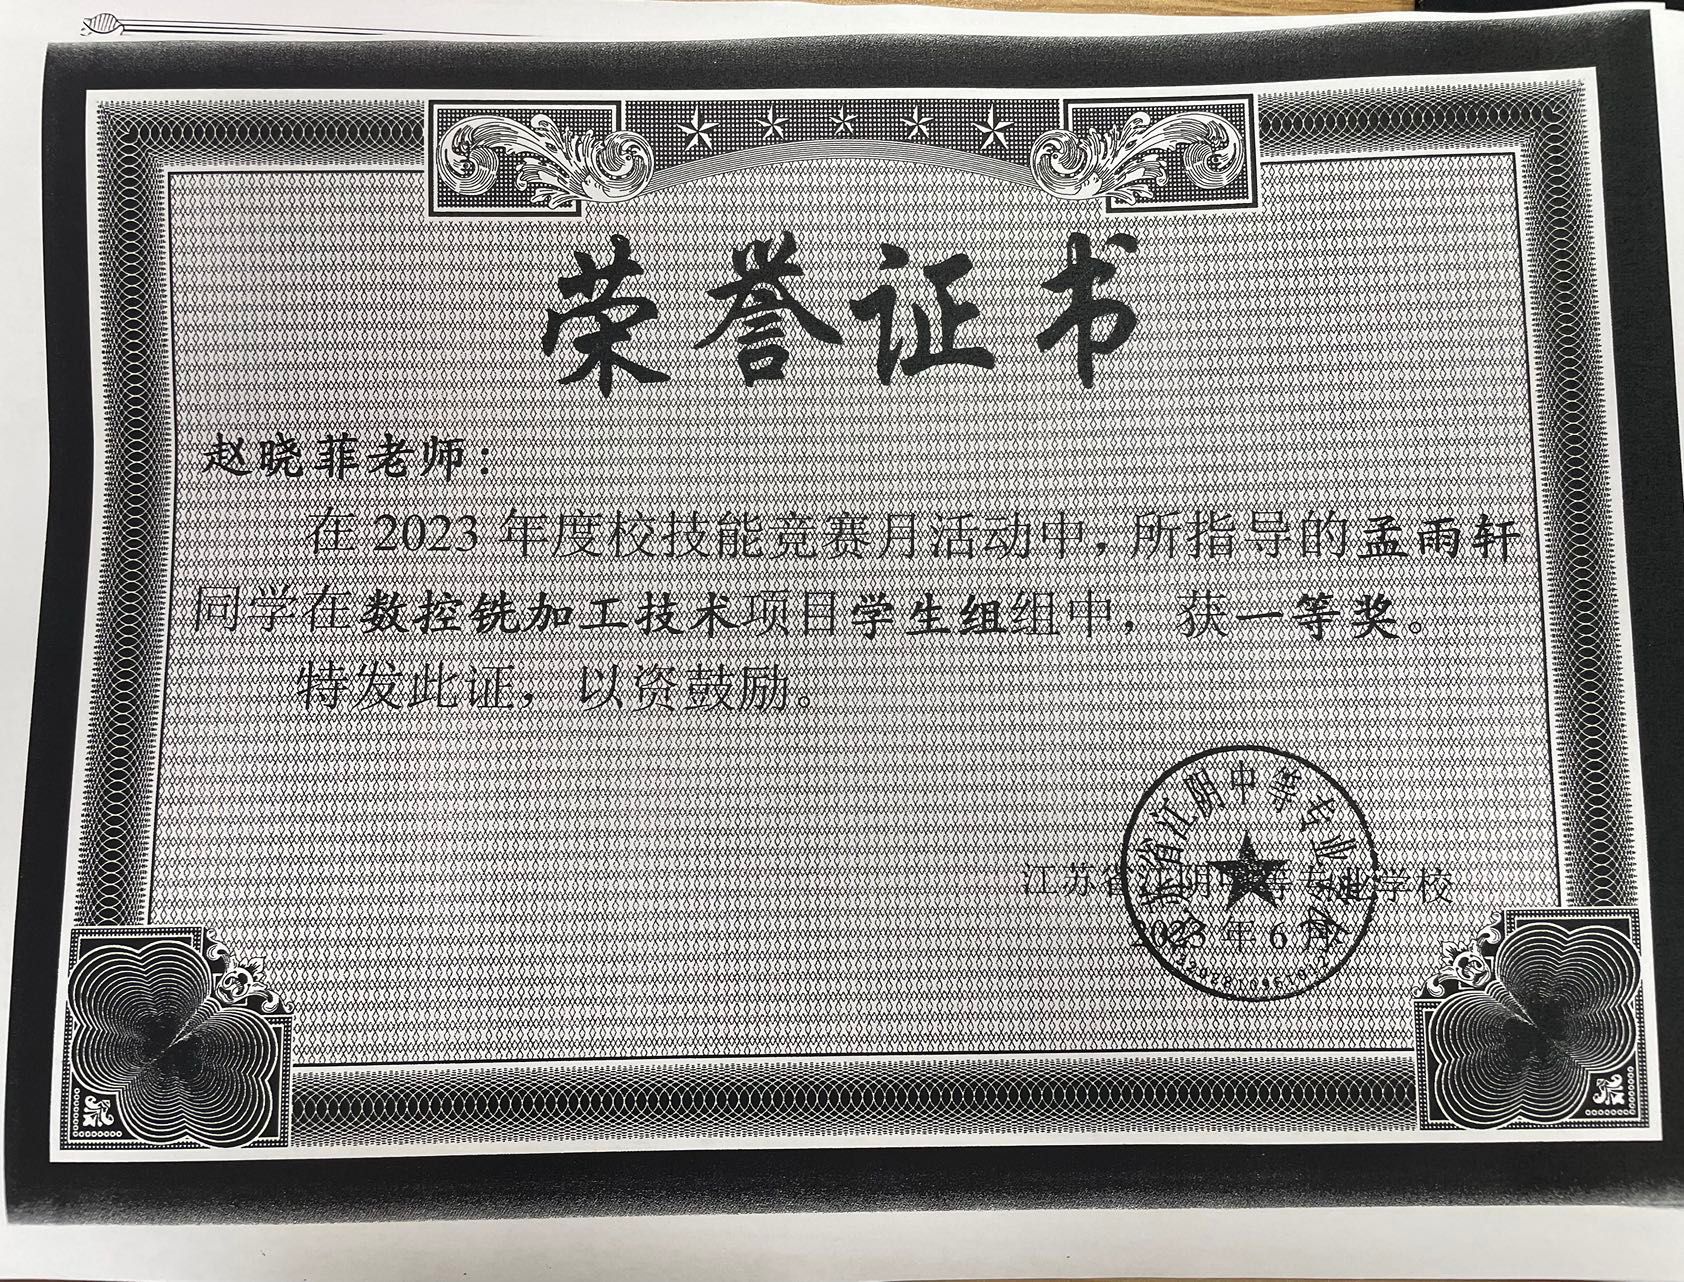 荣誉证书
赵晓菲老师：
在 2023 年度校技能竞赛月活动中，所指导的孟雨轩
同学在数控铣加工技术项目学生组组中，获一等奖。
特发此证，以资鼓励。
江苏省江阴中等专业学校
2023 年 6 月